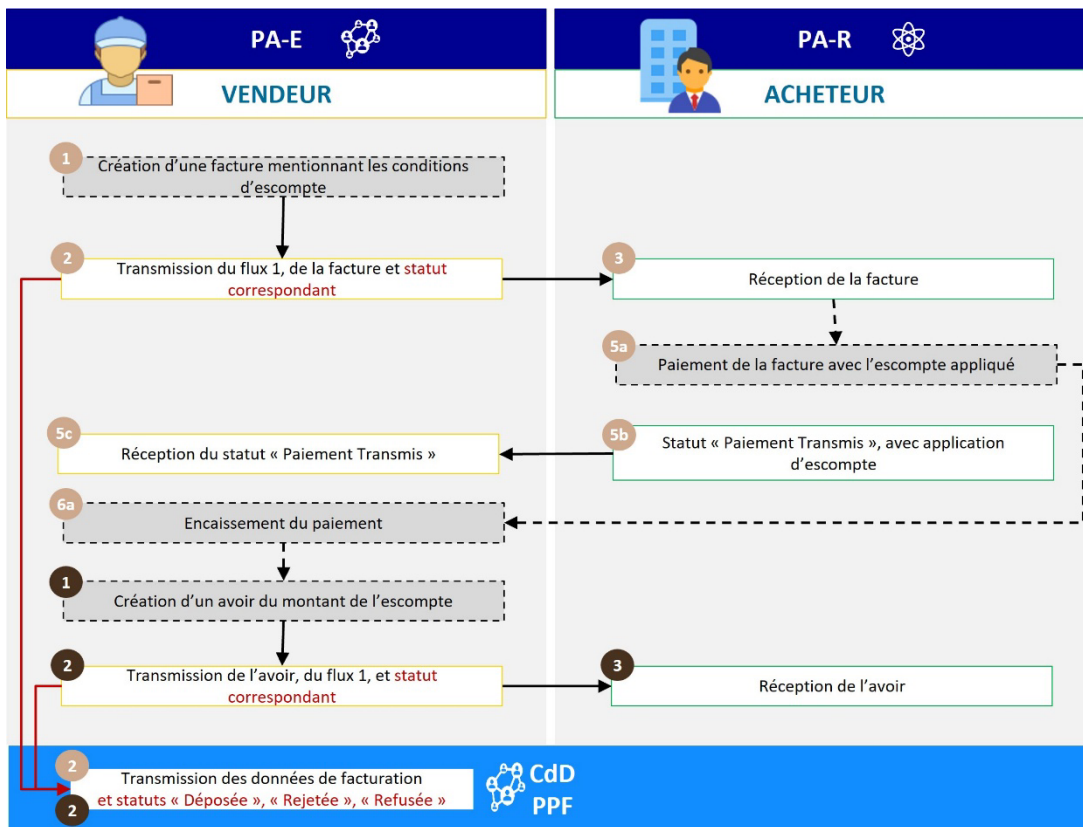 PA-E
PA-R
VENDEUR
ACHETEUR
1
Création d'une facture mentionnant les conditions
d'escompte
2
Transmission du flux 1, de la facture et statut
correspondant
3
Réception de la facture
5a
Paiement de la facture avec l'escompte appliqué
5c
Réception du statut « Paiement Transmis »
5b
Statut « Paiement Transmis », avec application
d'escompte
6a
Encaissement du paiement
1
Création d'un avoir du montant de l'escompte
2
Transmission de l'avoir, du flux 1, et statut
correspondant
3
Réception de l'avoir
2
Transmission des données de facturation
et statuts « Déposée », « Rejetée », « Refusée »
2
CdD
PPF